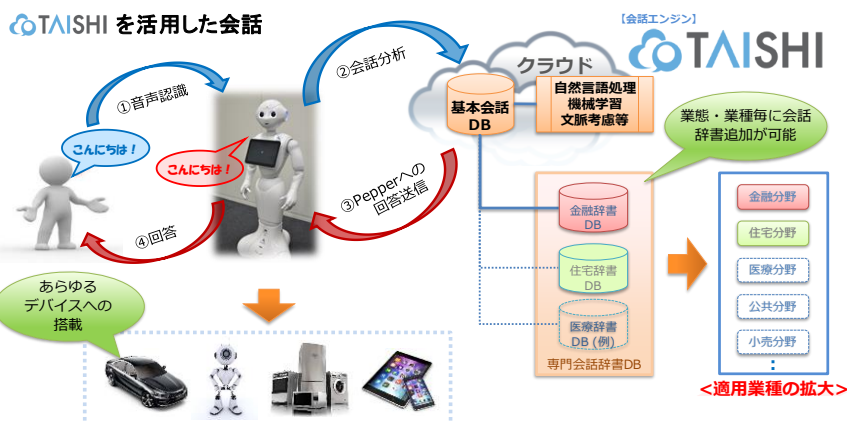 TAISHI を活用した会話
【会話エンジン】
TAISHI
①音声認識
②会話分析
クラウド
基本会話
DB
自然言語処理
機械学習
文脈考慮等
業態・業種毎に会話
辞書追加が可能
こんにちは！
こんにちは！
③Pepperへの
回答送信
④回答
金融辞書
DB
住宅辞書
DB
医療辞書
DB (例)
専門会話辞書DB
金融分野
住宅分野
医療分野
公共分野
小売分野
：
<適用業種の拡大>
あらゆる
デバイスへの
搭載